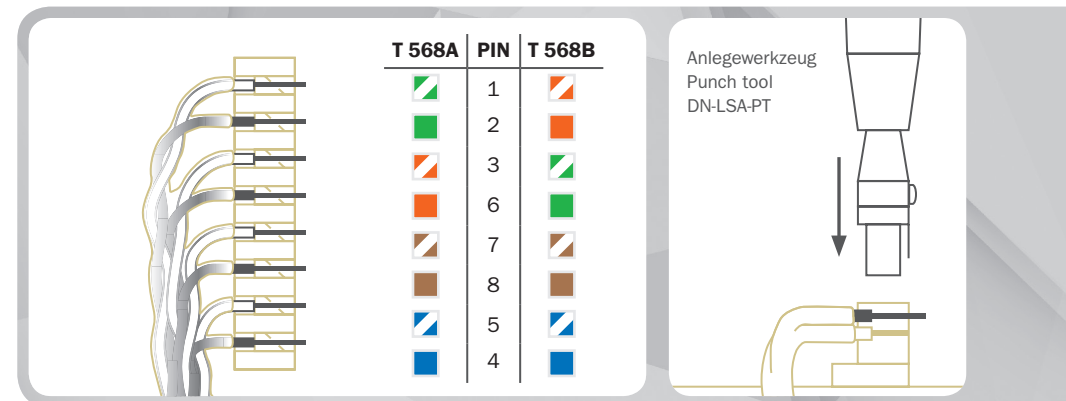 T 568A PIN T 568B
1
2
3
6
7
8
5
4
Anlegewerkzeug
Punch tool
DN-LSA-PT